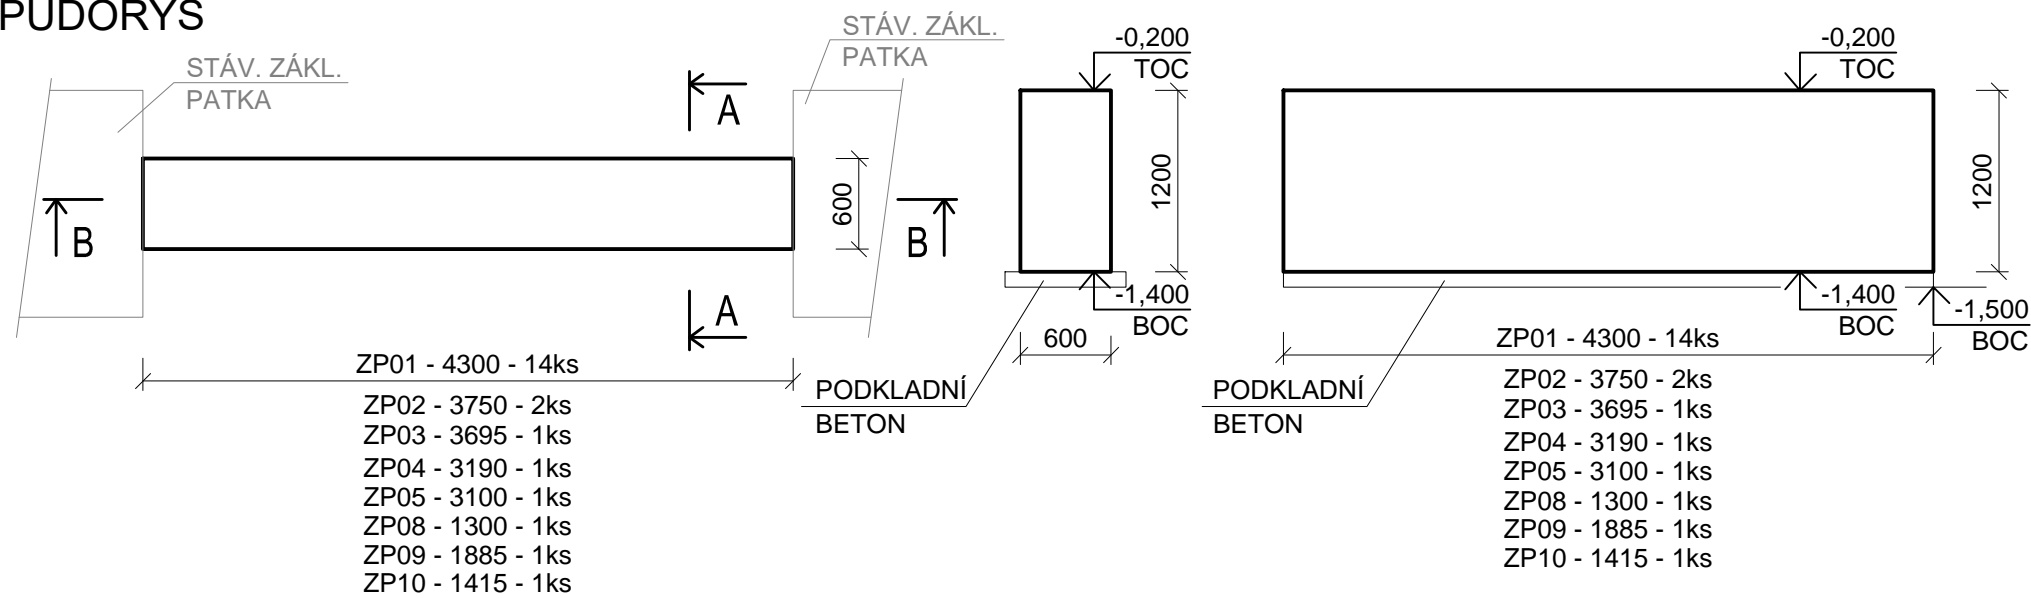 PŮDORYS
STÁV. ZÁKL.
PATKA
STÁV. ZÁKL.
PATKA
A
A
B
B
600
ZP01 - 4300 - 14ks
ZP02 - 3750 - 2ks
ZP03 - 3695 - 1ks
ZP04 - 3190 - 1ks
ZP05 - 3100 - 1ks
ZP08 - 1300 - 1ks
ZP09 - 1885 - 1ks
ZP10 - 1415 - 1ks
-0,200
TOC
1200
-1,400
BOC
600
PODKLADNÍ
BETON
-0,200
TOC
1200
-1,400
BOC
-1,500
BOC
PODKLADNÍ
BETON
ZP01 - 4300 - 14ks
ZP02 - 3750 - 2ks
ZP03 - 3695 - 1ks
ZP04 - 3190 - 1ks
ZP05 - 3100 - 1ks
ZP08 - 1300 - 1ks
ZP09 - 1885 - 1ks
ZP10 - 1415 - 1ks